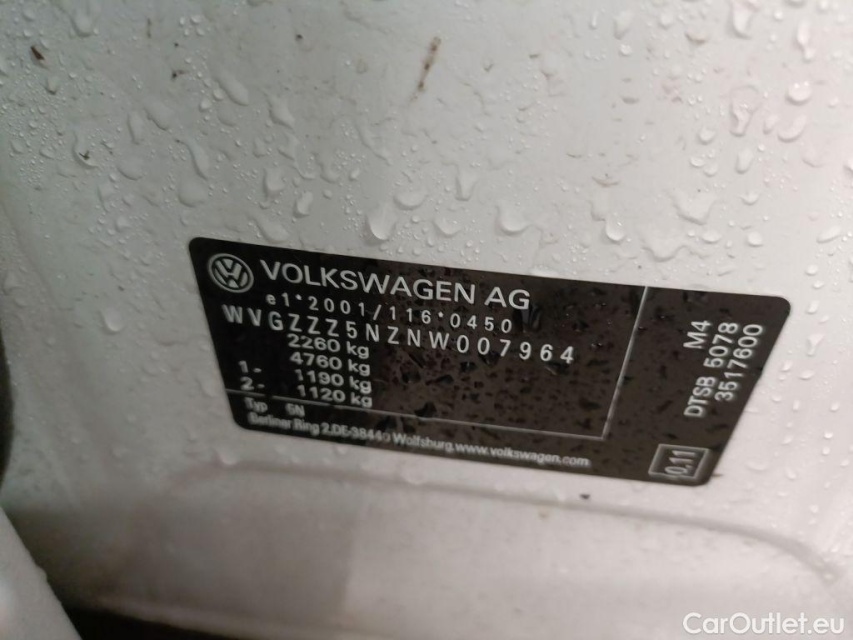 VOLKSWAGEN AG
e1*2001/116*0450
WVGZZZ5NZNW007964
2260 kg
4760 kg
1.- 1190 kg
2.- 1120 kg
Typ 5N
Berliner Ring 2,DE-38440 Wolfsburg,www.volkswagen.com
M4
DTSB 5078
3517600
10.11
CarOutlet.eu